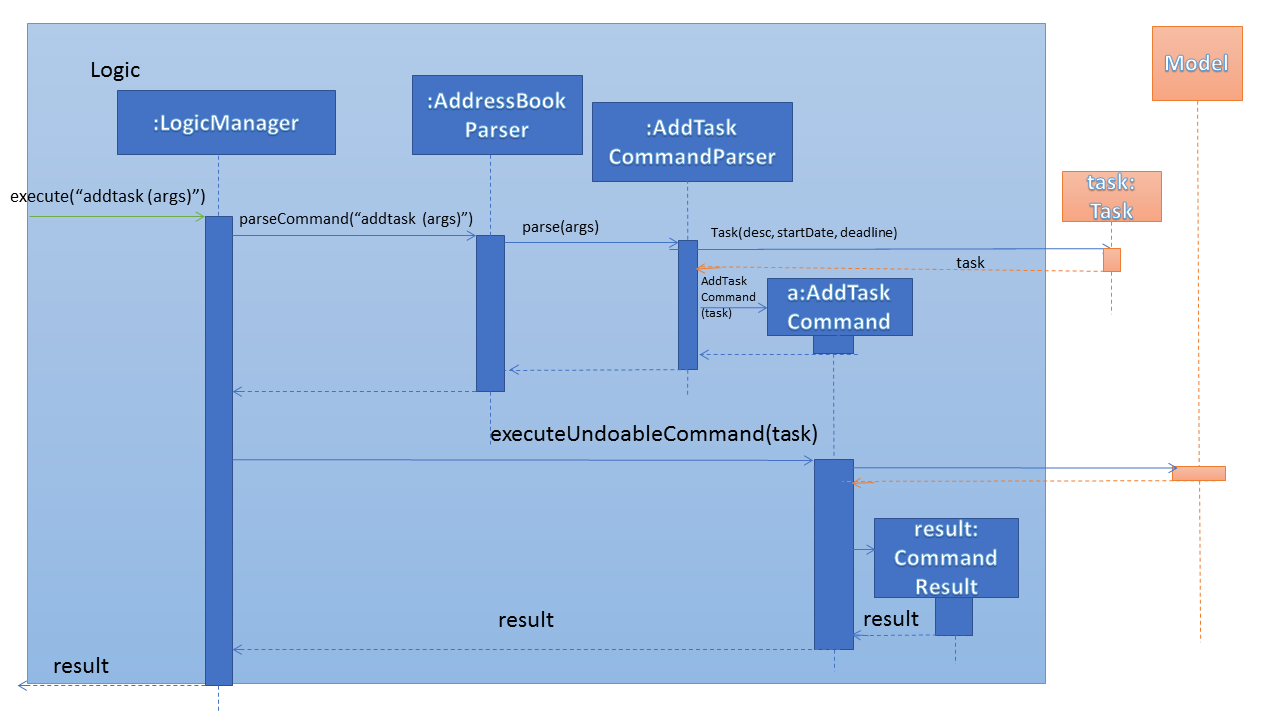 Logic
:LogicManager
:AddressBook
Parser
:AddTask
CommandParser
Model
task:
Task
execute(“addtask (args)”)
parseCommand(“addtask (args)”)
parse(args)
Task(desc, startDate, deadline)
task
AddTask
Command
(task)
a:AddTask
Command
executeUndoableCommand(task)
result:
Command
Result
result
result
result